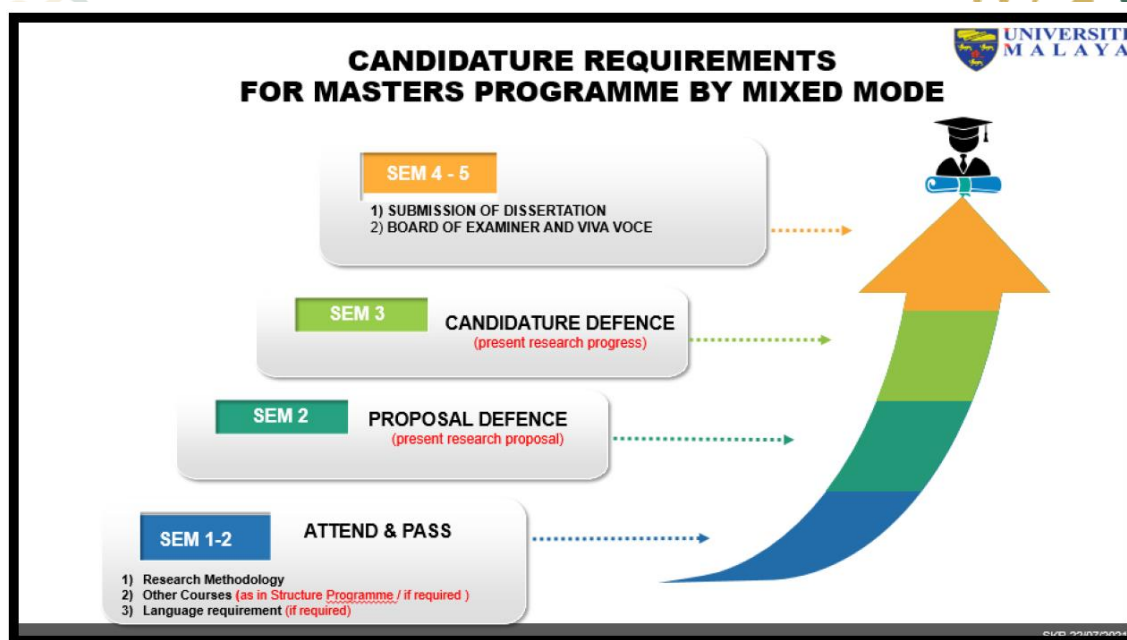 UNIVERSITI
MALAYA
CANDIDATURE REQUIREMENTS
FOR MASTERS PROGRAMME BY MIXED MODE
SEM 4 - 5
1) SUBMISSION OF DISSERTATION
2) BOARD OF EXAMINER AND VIVA VOCE
SEM 3
CANDIDATURE DEFENCE
(present research progress)
SEM 2
PROPOSAL DEFENCE
(present research proposal)
SEM 1-2
ATTEND & PASS
1) Research Methodology
2) Other Courses (as in Structure Programme / if required )
3) Language requirement (if required)